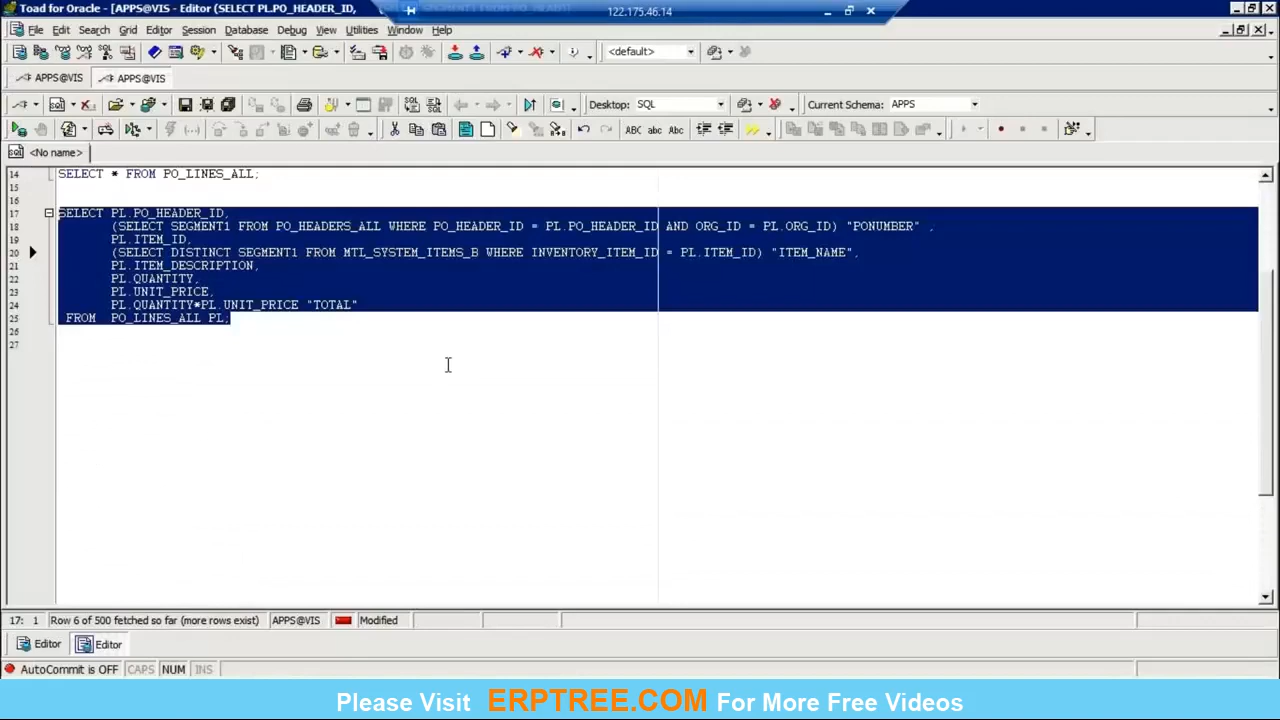 Toad for Oracle - [APPS@VIS - Editor (SELECT PL.PO_HEADER_ID,
122.175.46.14
File Edit Search Grid Editor Session Database Debug View Utilities Window Help
<default>
APPS@VIS APPS@VIS
Desktop: SQL Current Schema: APPS
ABC abc Abc
SQL <No name>
14 SELECT * FROM PO_LINES_ALL;
15
16
17 SELECT PL.PO_HEADER_ID,
18 (SELECT SEGMENT1 FROM PO_HEADERS_ALL WHERE PO_HEADER_ID = PL.PO_HEADER_ID AND ORG_ID = PL.ORG_ID) "PONUMBER" ,
19 PL.ITEM_ID,
20 (SELECT DISTINCT SEGMENT1 FROM MTL_SYSTEM_ITEMS_B WHERE INVENTORY_ITEM_ID = PL.ITEM_ID) "ITEM_NAME",
21 PL.ITEM_DESCRIPTION,
22 PL.QUANTITY,
23 PL.UNIT_PRICE,
24 PL.QUANTITY*PL.UNIT_PRICE "TOTAL"
25 FROM PO_LINES_ALL PL;
26
27
17: 1 Row 6 of 500 fetched so far (more rows exist) APPS@VIS Modified
Editor Editor
AutoCommit is OFF CAPS NUM INS
Please Visit ERPTREE.COM For More Free Videos